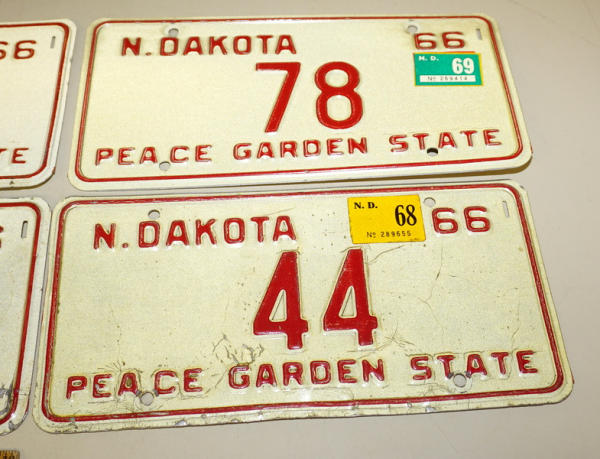 66
TE
N. DAKOTA 66
N. D. 69
No 269414
78
PEACE GARDEN STATE
N. DAKOTA 66
N. D. 68
No 289655
44
PEACE GARDEN STATE